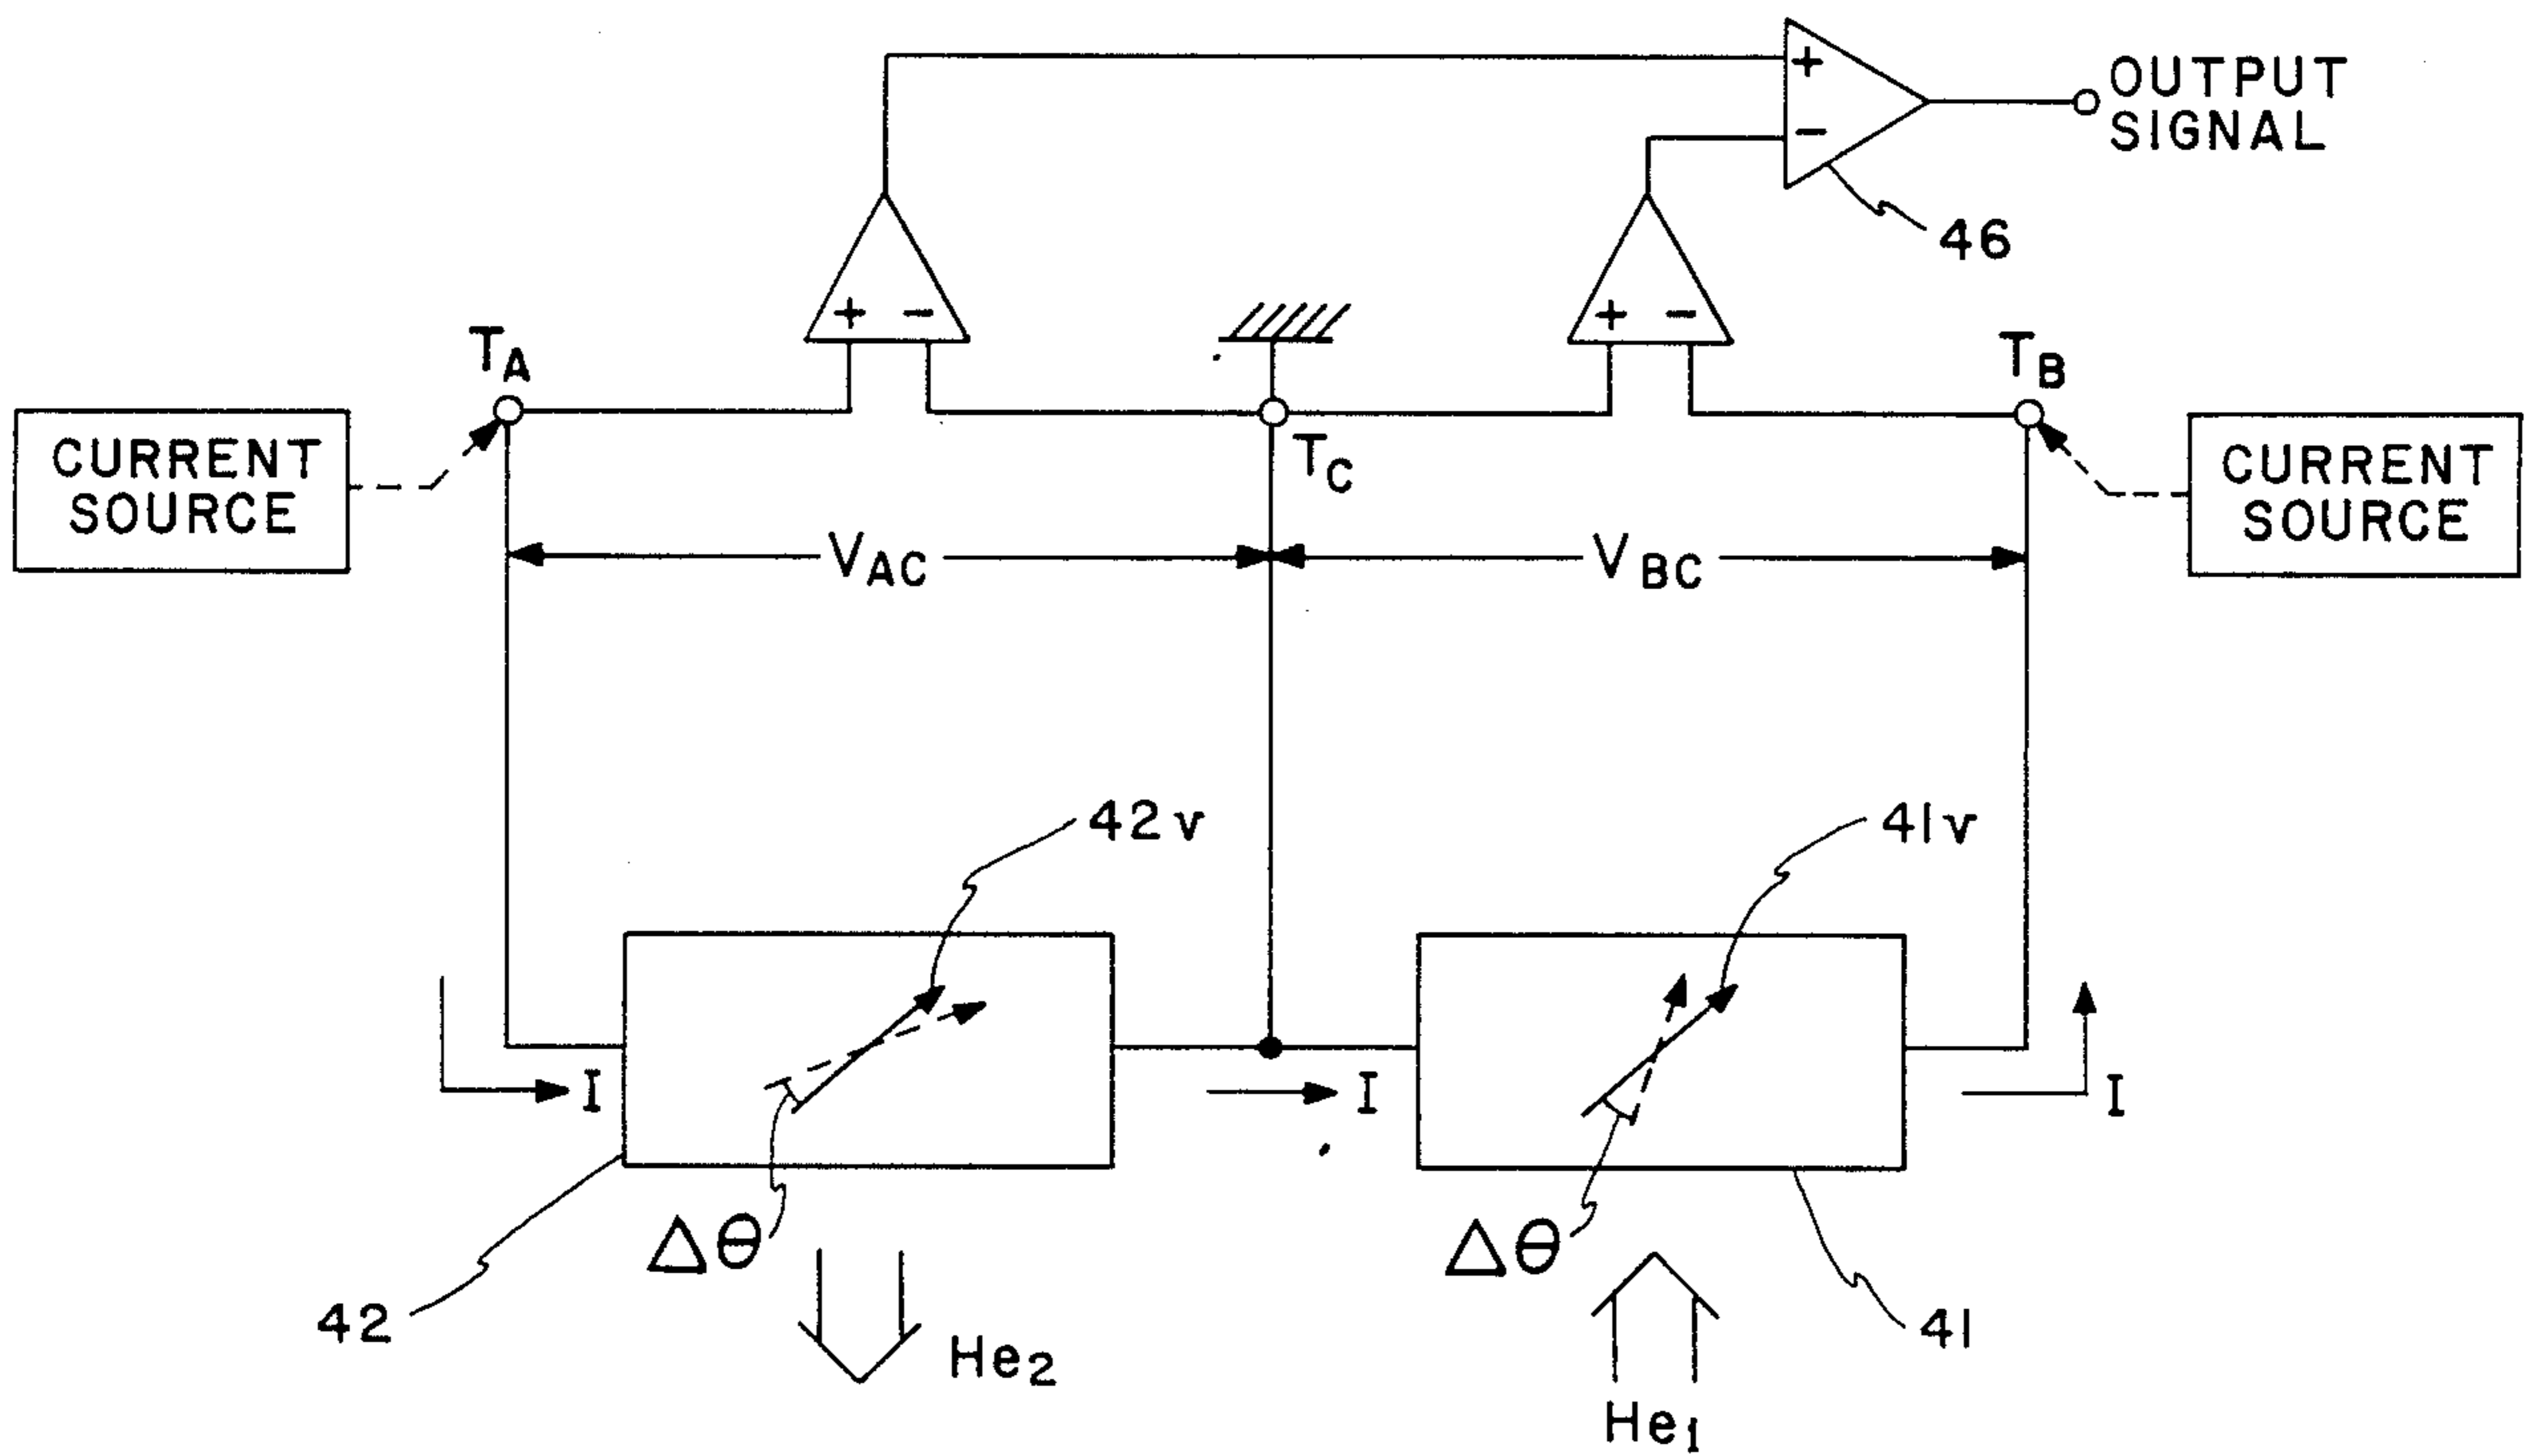 +
−
OUTPUT
SIGNAL
46
+ −
+ −
TA
TB
TC
CURRENT
SOURCE
CURRENT
SOURCE
VAC
VBC
42v
41v
I
I
I
Δθ
Δθ
42
He2
He1
41